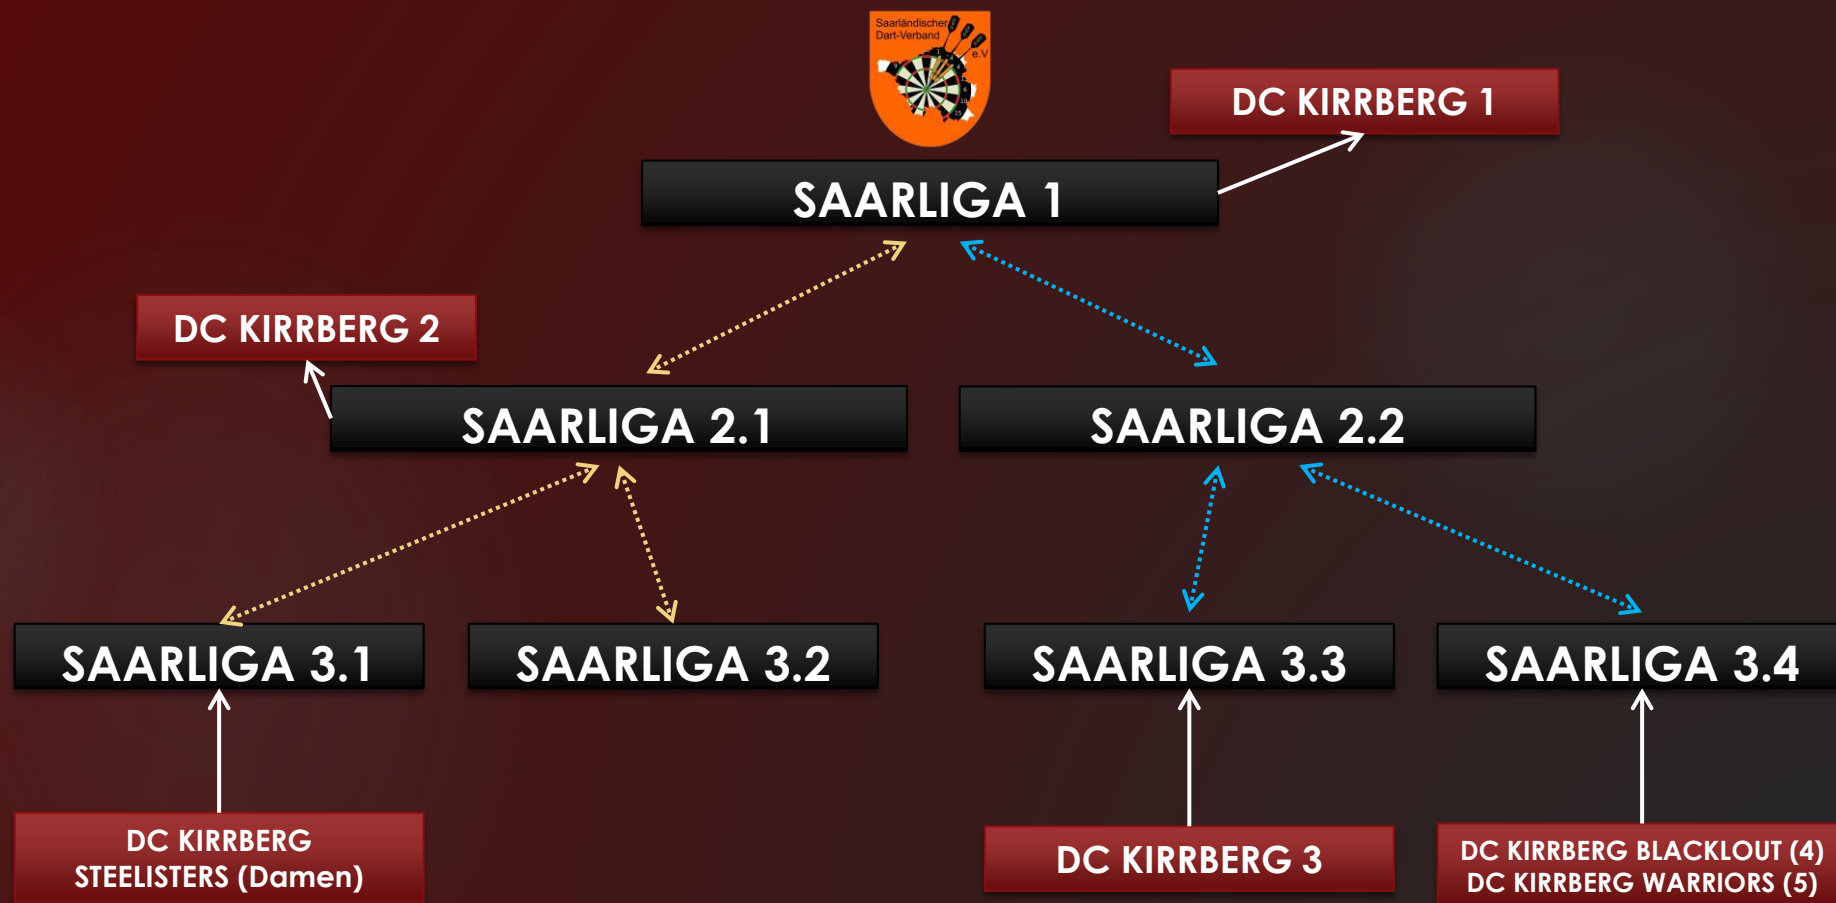 Saarländischer
Dart-Verband
e.V
DC KIRRBERG 1
SAARLIGA 1
DC KIRRBERG 2
SAARLIGA 2.1
SAARLIGA 2.2
SAARLIGA 3.1
SAARLIGA 3.2
SAARLIGA 3.3
SAARLIGA 3.4
DC KIRRBERG
STEELISTERS (Damen)
DC KIRRBERG 3
DC KIRRBERG BLACKLOUT (4)
DC KIRRBERG WARRIORS (5)